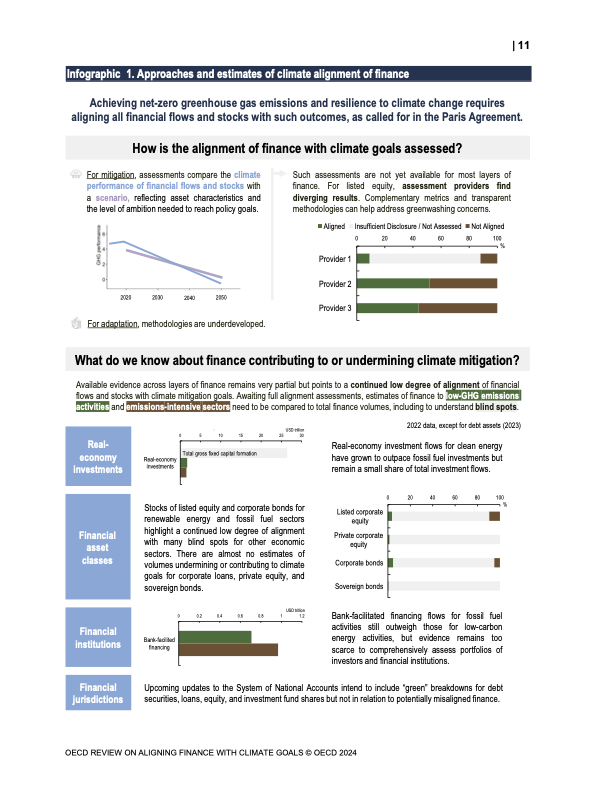 | 11
Infographic 1. Approaches and estimates of climate alignment of finance
Achieving net-zero greenhouse gas emissions and resilience to climate change requires
aligning all financial flows and stocks with such outcomes, as called for in the Paris Agreement.
How is the alignment of finance with climate goals assessed?
For mitigation, assessments compare the climate
performance of financial flows and stocks with
a scenario, reflecting asset characteristics and
the level of ambition needed to reach policy goals.
GHG performance
8
6
4
2
0
2020 2030 2040 2050
For adaptation, methodologies are underdeveloped.
Such assessments are not yet available for most layers of
finance. For listed equity, assessment providers find
diverging results. Complementary metrics and transparent
methodologies can help address greenwashing concerns.
Aligned Insufficient Disclosure / Not Assessed Not Aligned
0 20 40 60 80 100
%
Provider 1
Provider 2
Provider 3
What do we know about finance contributing to or undermining climate mitigation?
Available evidence across layers of finance remains very partial but points to a continued low degree of alignment of financial
flows and stocks with climate mitigation goals. Awaiting full alignment assessments, estimates of finance to low-GHG emissions
activities and emissions-intensive sectors need to be compared to total finance volumes, including to understand blind spots.
2022 data, except for debt assets (2023)
Real-
economy
investments
USD trillion
0 5 10 15 20 25 30
Total gross fixed capital formation
Real-economy
investments
Real-economy investment flows for clean energy
have grown to outpace fossil fuel investments but
remain a small share of total investment flows.
Financial
asset
classes
Stocks of listed equity and corporate bonds for
renewable energy and fossil fuel sectors
highlight a continued low degree of alignment
with many blind spots for other economic
sectors. There are almost no estimates of
volumes undermining or contributing to climate
goals for corporate loans, private equity, and
sovereign bonds.
0 20 40 60 80 100
%
Listed corporate
equity
Private corporate
equity
Corporate bonds
Sovereign bonds
Financial
institutions
USD trillion
0 0.2 0.4 0.6 0.8 1 1.2
Bank-facilited
financing
Bank-facilitated financing flows for fossil fuel
activities still outweigh those for low-carbon
energy activities, but evidence remains too
scarce to comprehensively assess portfolios of
investors and financial institutions.
Financial
jurisdictions
Upcoming updates to the System of National Accounts intend to include “green” breakdowns for debt
securities, loans, equity, and investment fund shares but not in relation to potentially misaligned finance.
OECD REVIEW ON ALIGNING FINANCE WITH CLIMATE GOALS © OECD 2024